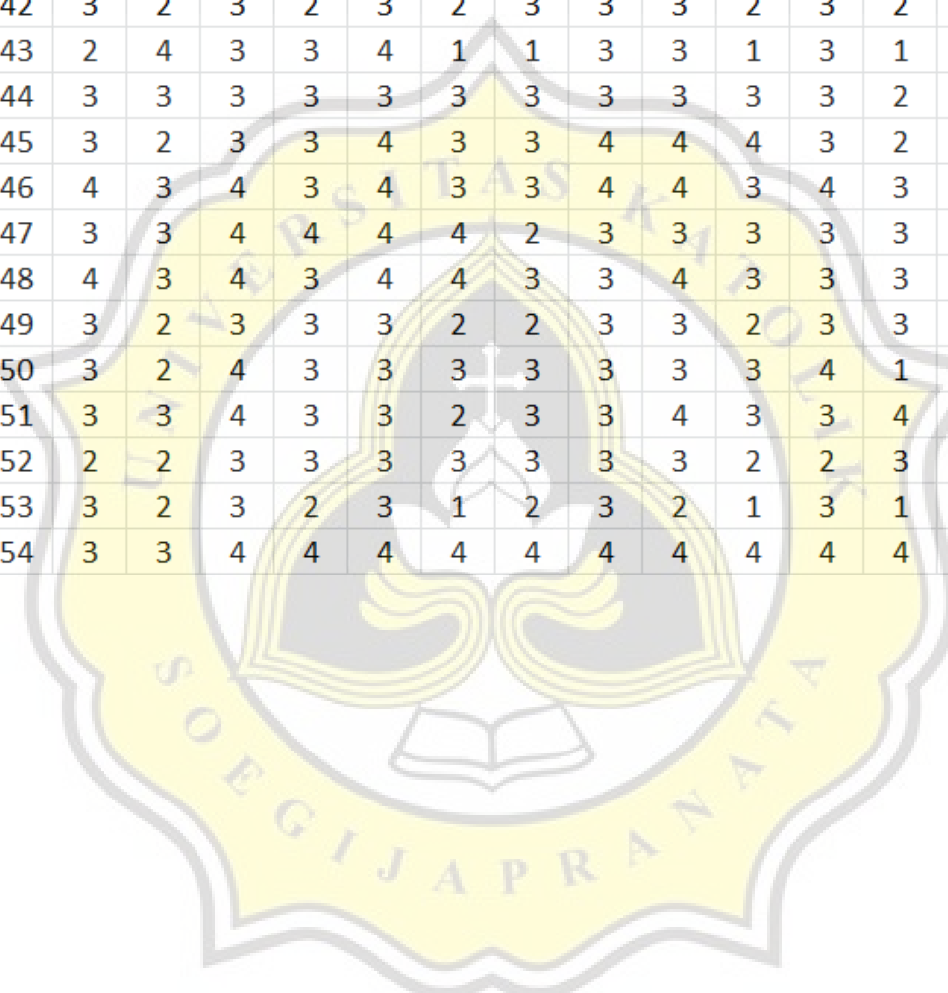 42 3 2 3 2 3 2 3 3 3 2 3 2
43 2 4 3 3 4 1 1 3 3 1 3 1
44 3 3 3 3 3 3 3 3 3 3 3 2
45 3 2 3 3 4 3 3 4 4 4 3 2
46 4 3 4 3 4 3 3 4 4 3 4 3
47 3 3 4 4 4 4 2 3 3 3 3 3
48 4 3 4 3 4 4 3 3 4 3 3 3
49 3 2 3 3 3 2 2 3 3 2 3 3
50 3 2 4 3 3 3 3 3 3 3 4 1
51 3 3 4 3 3 2 3 3 4 3 3 4
52 2 2 3 3 3 3 3 3 3 2 2 3
53 3 2 3 2 3 1 2 3 2 1 3 1
54 3 3 4 4 4 4 4 4 4 4 4 4
UNIVERSITAS KATOLIK
SOEGIJAPRANATA